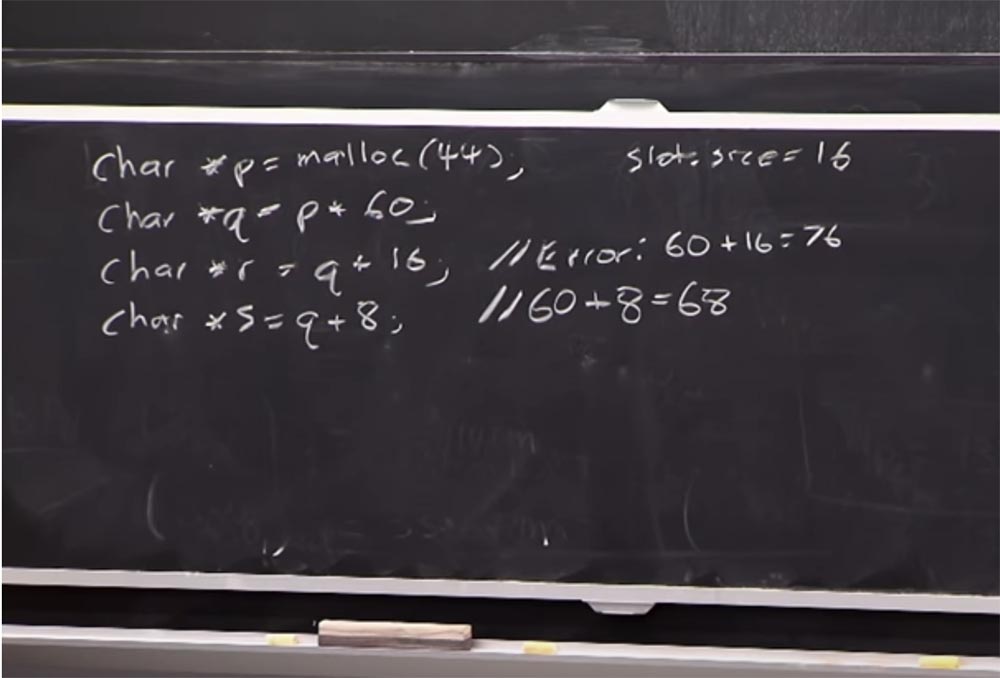 char *p = malloc(44);     slot.size = 16
char *q = p + 60;
char *r = q + 16;     //Error: 60+16=76
char *s = q + 8;     //60+8=68